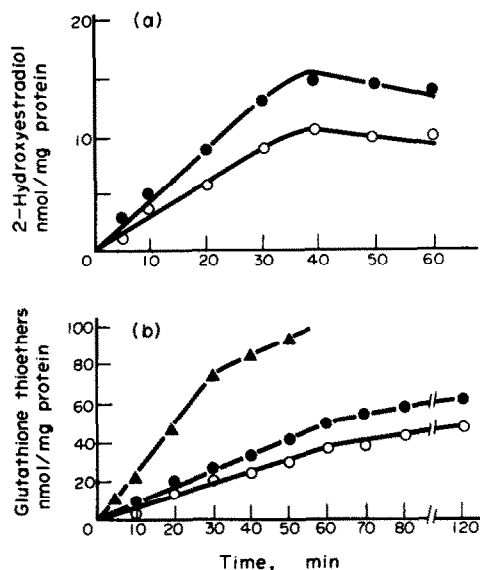 (a)
2-Hydroxyestradiol
nmol/mg protein
20
10
0
0 10 20 30 40 50 60
(b)
Glutathione thioethers
nmol/mg protein
100
80
60
40
20
0 10 20 30 40 50 60 70 80 120
Time, min